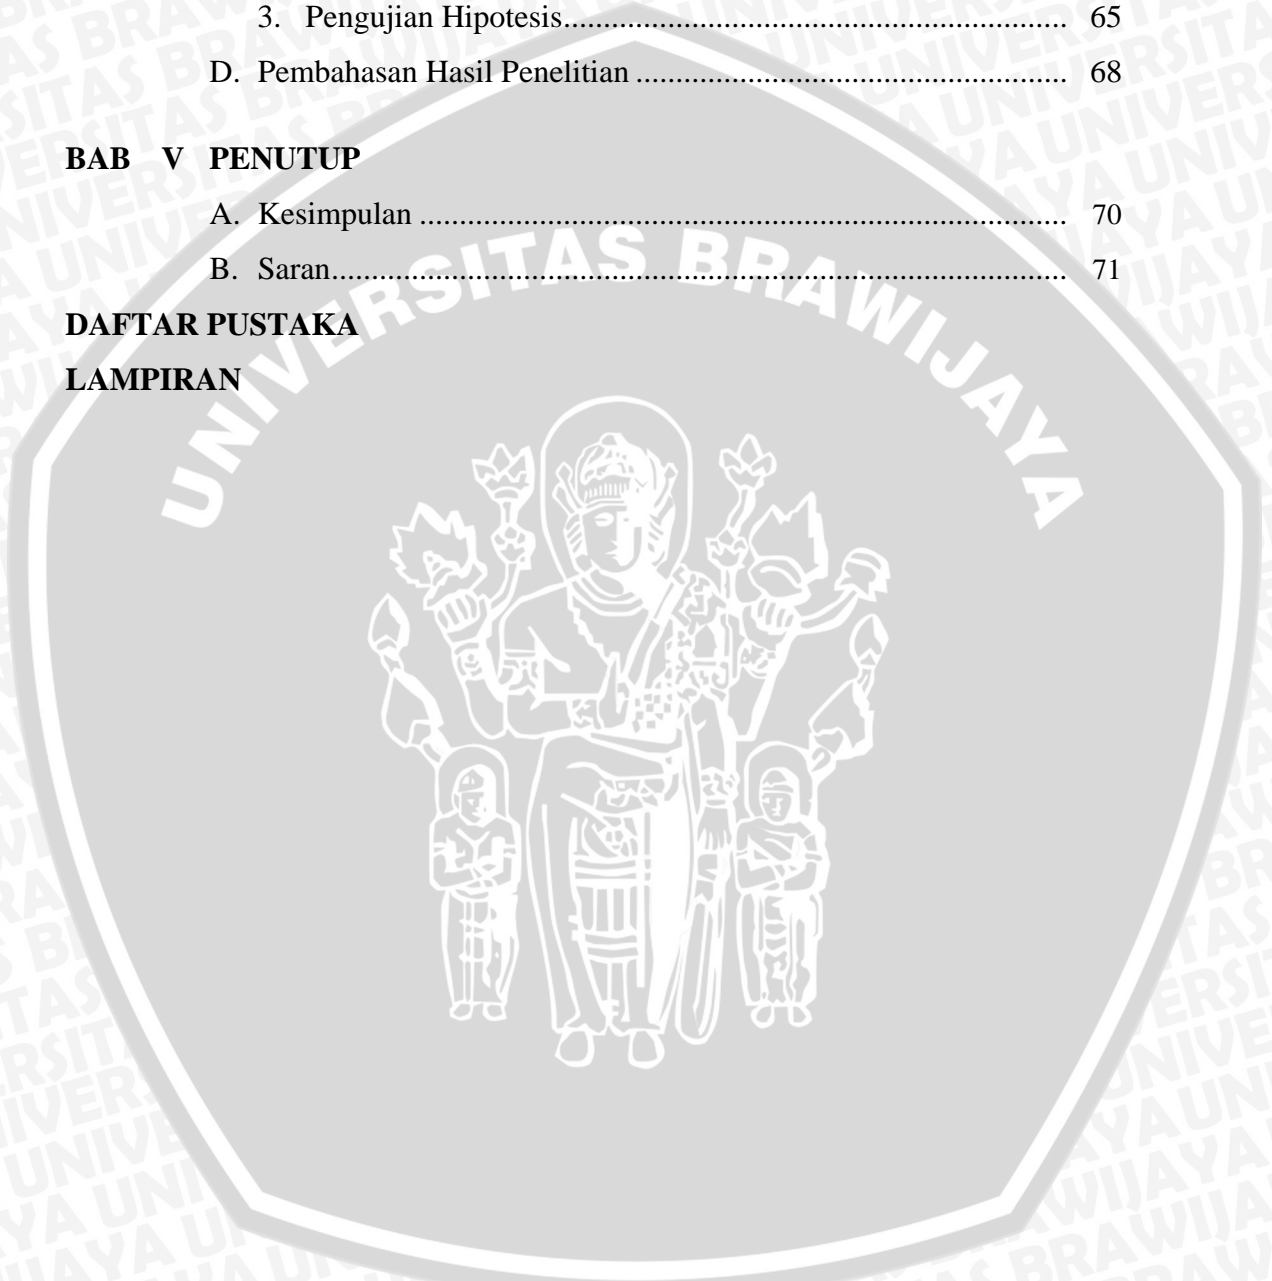 3. Pengujian Hipotesis................................................................ 65
D. Pembahasan Hasil Penelitian ...................................................... 68
BAB V PENUTUP
A. Kesimpulan .................................................................................. 70
B. Saran............................................................................................. 71
DAFTAR PUSTAKA
LAMPIRAN
UNIVERSITAS BRAWIJAYA